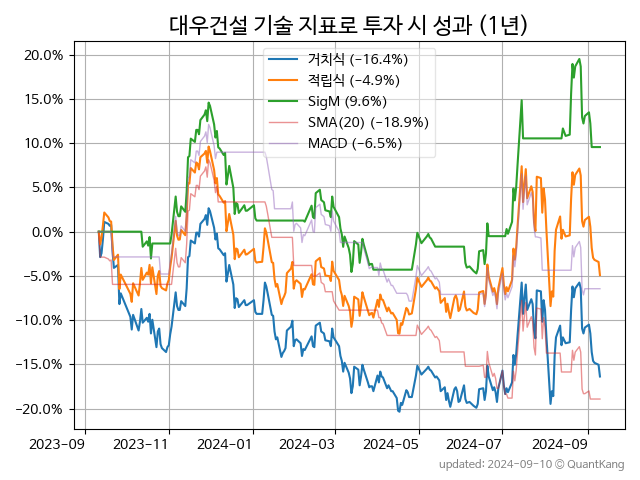 대우건설 기술 지표로 투자 시 성과 (1년)
거치식 (−16.4%)
적립식 (−4.9%)
SigM (9.6%)
SMA(20) (−18.9%)
MACD (−6.5%)
20.0%
15.0%
10.0%
5.0%
0.0%
−5.0%
−10.0%
−15.0%
−20.0%
2023−09 2023−11 2024−01 2024−03 2024−05 2024−07 2024−09
updated: 2024−09−10 ⓒ QuantKang